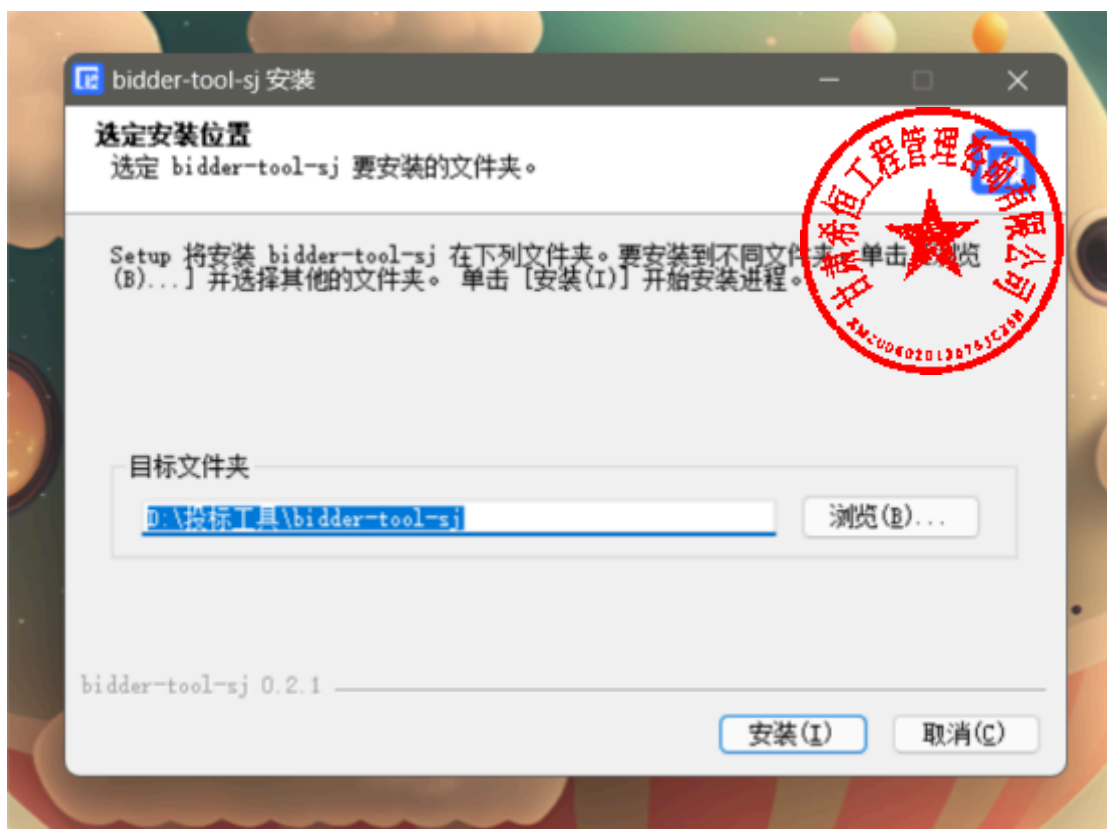 bidder-tool-sj 安装
选定安装位置
选定 bidder-tool-sj 要安装的文件夹。
Setup 将安装 bidder-tool-sj 在下列文件夹。要安装到不同文件夹，单击 [浏览
(B)...] 并选择其他的文件夹。 单击 [安装(I)] 开始安装进程。
甘肃希恒工程管理咨询有限公司
目标文件夹
D:\投标工具\bidder-tool-sj
浏览(B)...
bidder-tool-sj 0.2.1
安装(I)
取消(C)